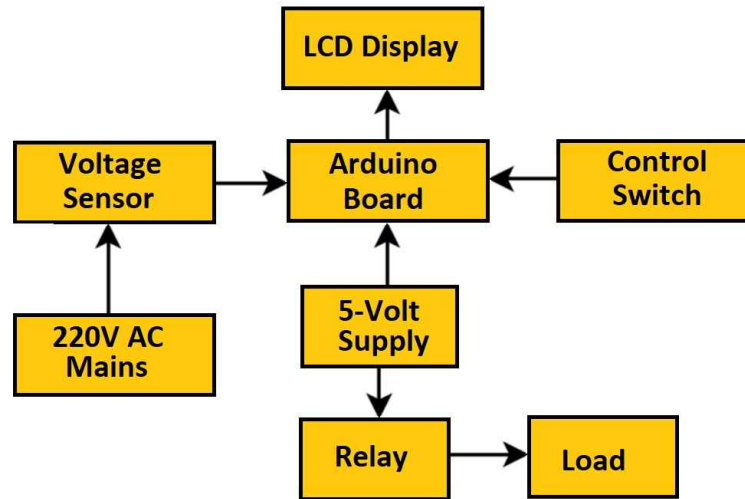 LCD Display
Voltage
Sensor
Arduino
Board
Control
Switch
220V AC
Mains
5-Volt
Supply
Relay
Load